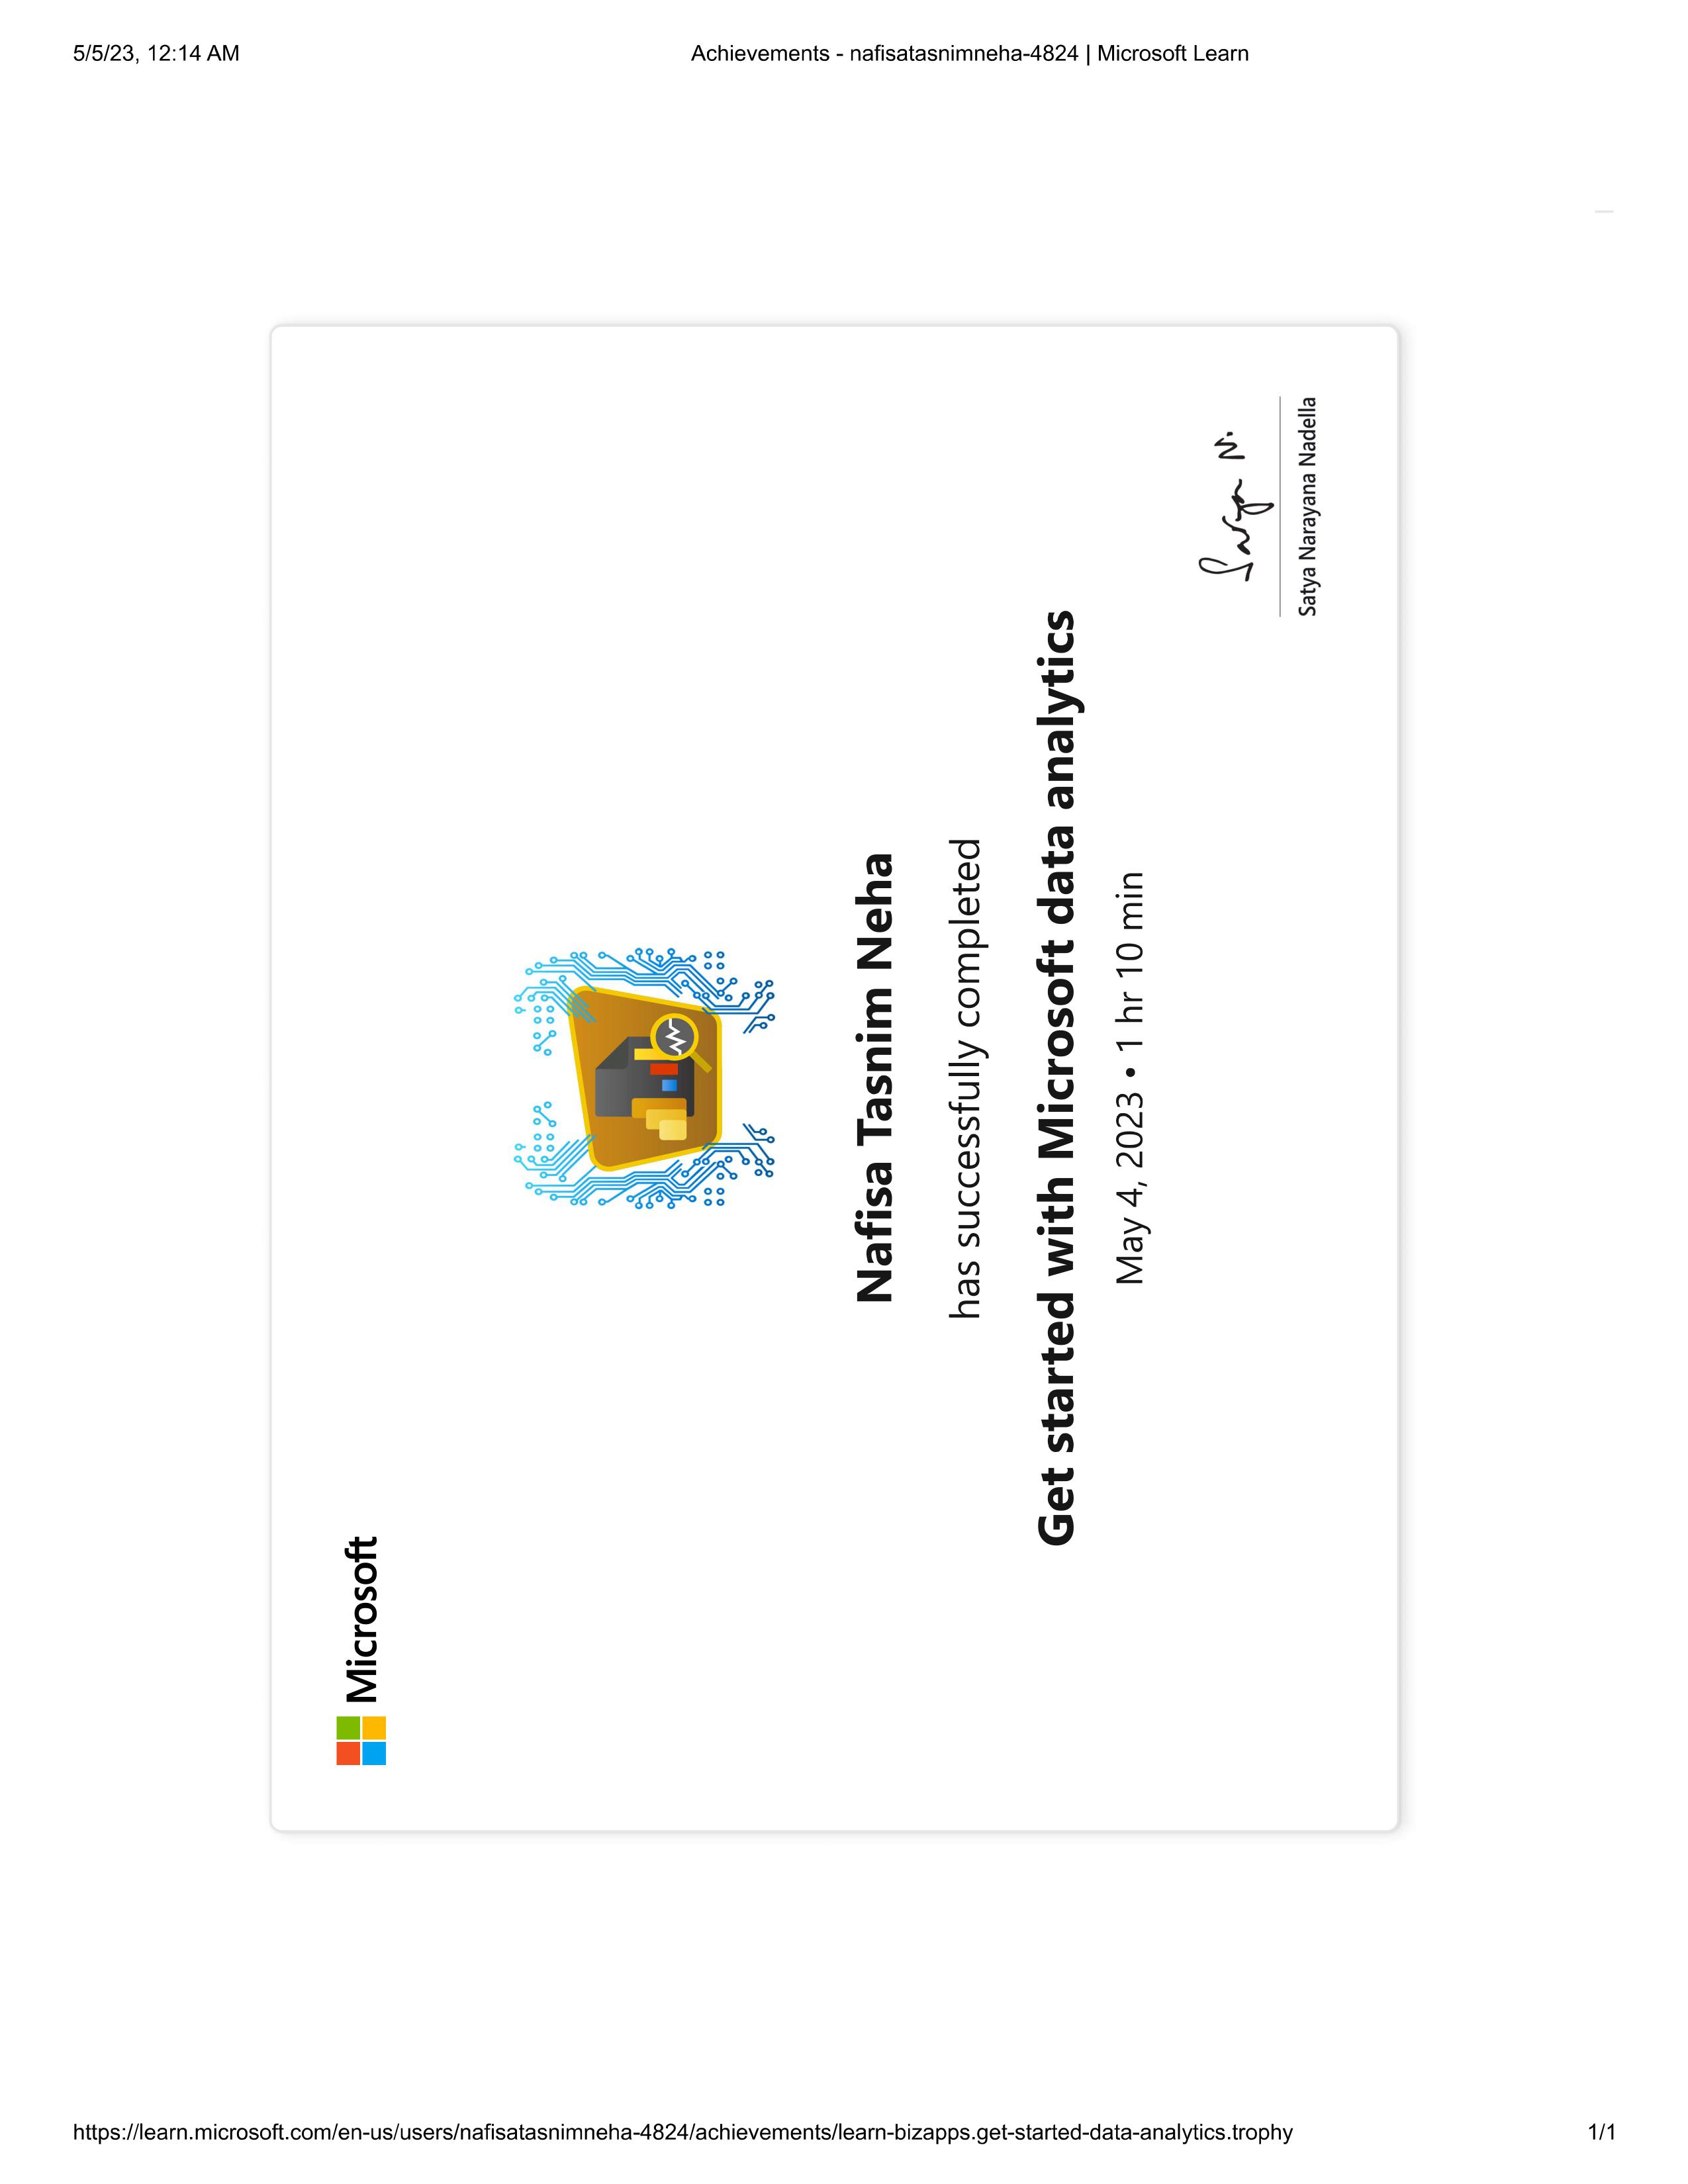 5/5/23, 12:14 AM
Achievements - nafisatasnimneha-4824 | Microsoft Learn
Microsoft
Nafisa Tasnim Neha
has successfully completed
Get started with Microsoft data analytics
May 4, 2023 • 1 hr 10 min
Satya N.
Satya Narayana Nadella
https://learn.microsoft.com/en-us/users/nafisatasnimneha-4824/achievements/learn-bizapps.get-started-data-analytics.trophy
1/1